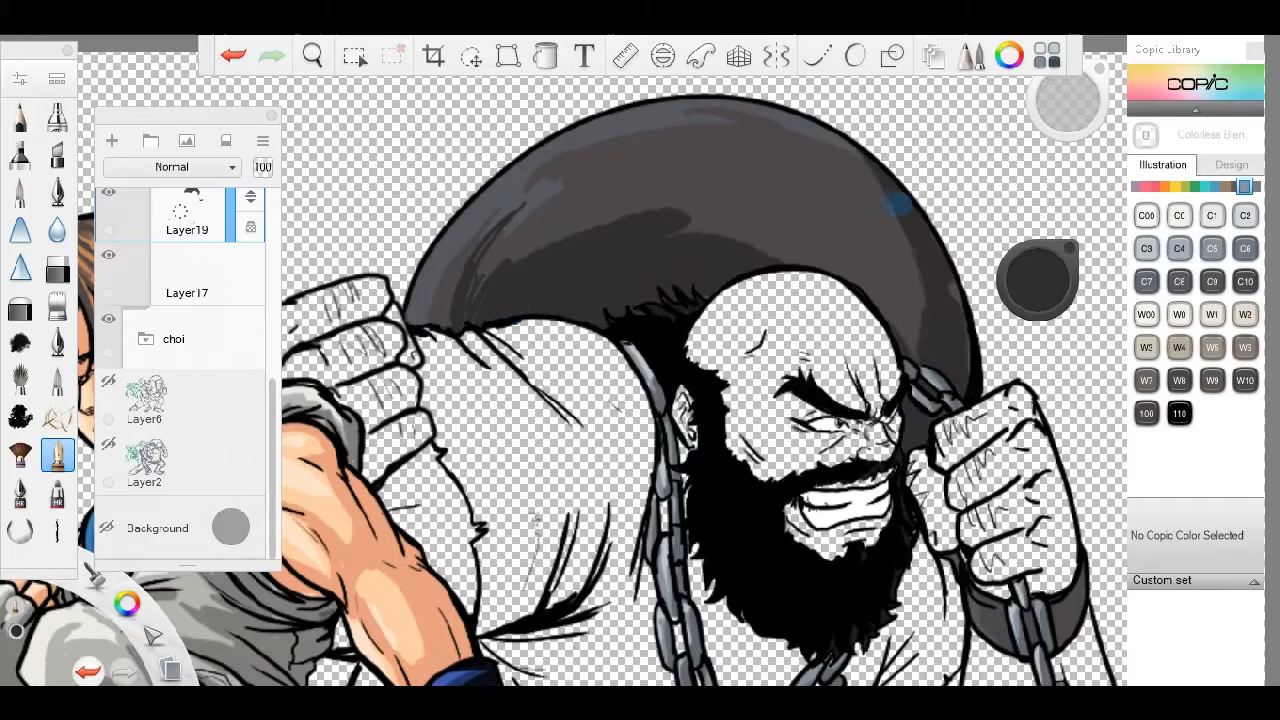 Copic Library
COPIC
Colorless Blen
Normal
100
Illustration
Design
Layer19
C00
C0
C1
C2
C3
C4
C5
C6
Layer17
C7
C8
C9
C10
W00
W0
W1
W2
choi
W3
W4
W5
W6
W7
W8
W9
W10
Layer6
100
110
Layer2
HR
HR
Background
No Copic Color Selected
Custom set